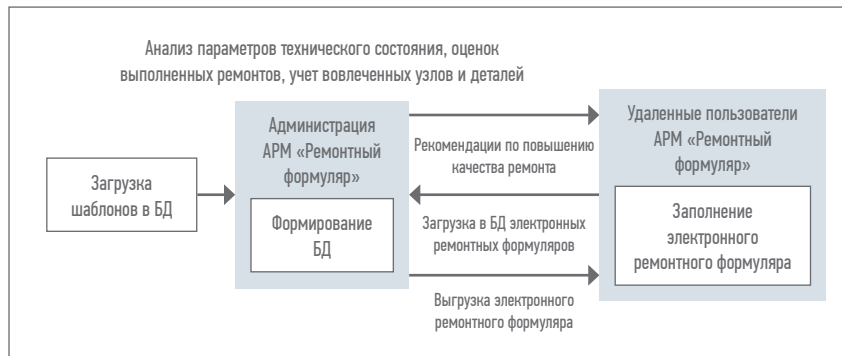 Анализ параметров технического состояния, оценок
выполненных ремонтов, учет вовлеченных узлов и деталей
Загрузка
шаблонов в БД
Администрация
АРМ «Ремонтный
формуляр»
Формирование
БД
Рекомендации по повышению
качества ремонта
Загрузка в БД электронных
ремонтных формуляров
Выгрузка электронного
ремонтного формуляра
Удаленные пользователи
АРМ «Ремонтный
формуляр»
Заполнение
электронного
ремонтного формуляра